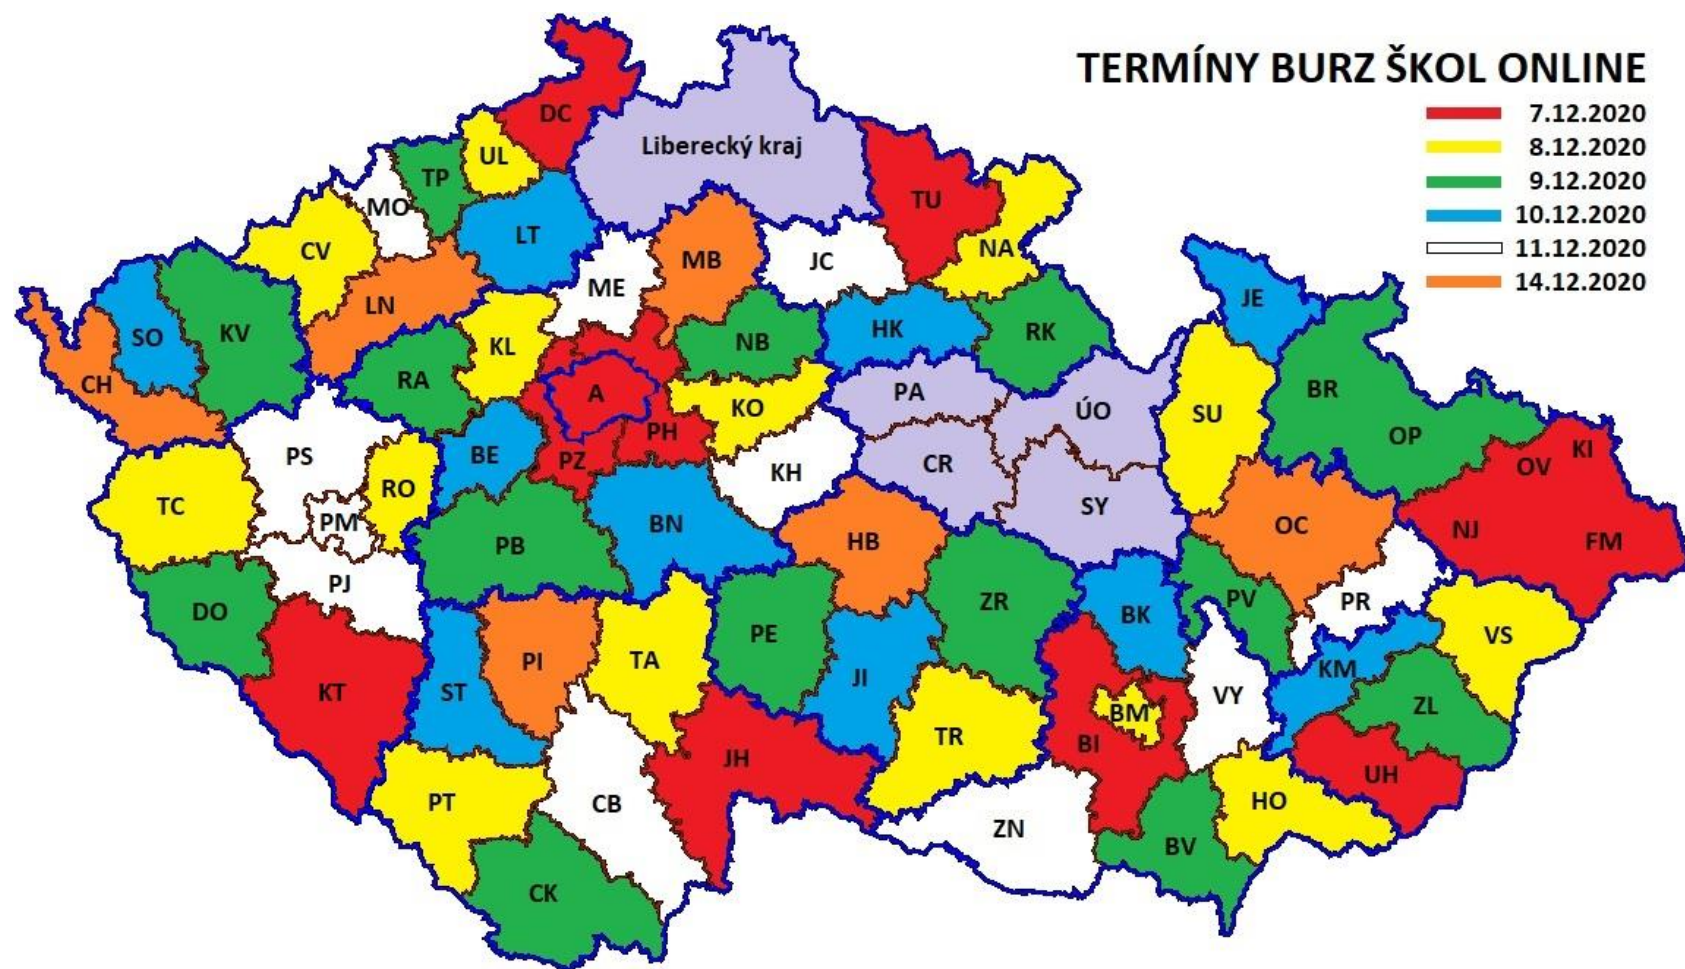 TERMÍNY BURZ ŠKOL ONLINE
7.12.2020
8.12.2020
9.12.2020
10.12.2020
11.12.2020
14.12.2020
DC
Liberecký kraj
UL
TP
MO
TU
LT
NA
CV
MB
JC
ME
LN
JE
SO
KV
HK
RK
NB
KL
CH
RA
A
KO
PA
ÚO
SU
BR
OP
PH
PZ
BE
PS
RO
KH
CR
KI
OV
TC
PM
BN
SY
PB
HB
OC
NJ
FM
PJ
DO
ZR
PV
PR
BK
PE
VS
KT
ST
PI
TA
JI
KM
VY
ZL
BM
TR
BI
JH
UH
PT
CB
ZN
HO
BV
CK